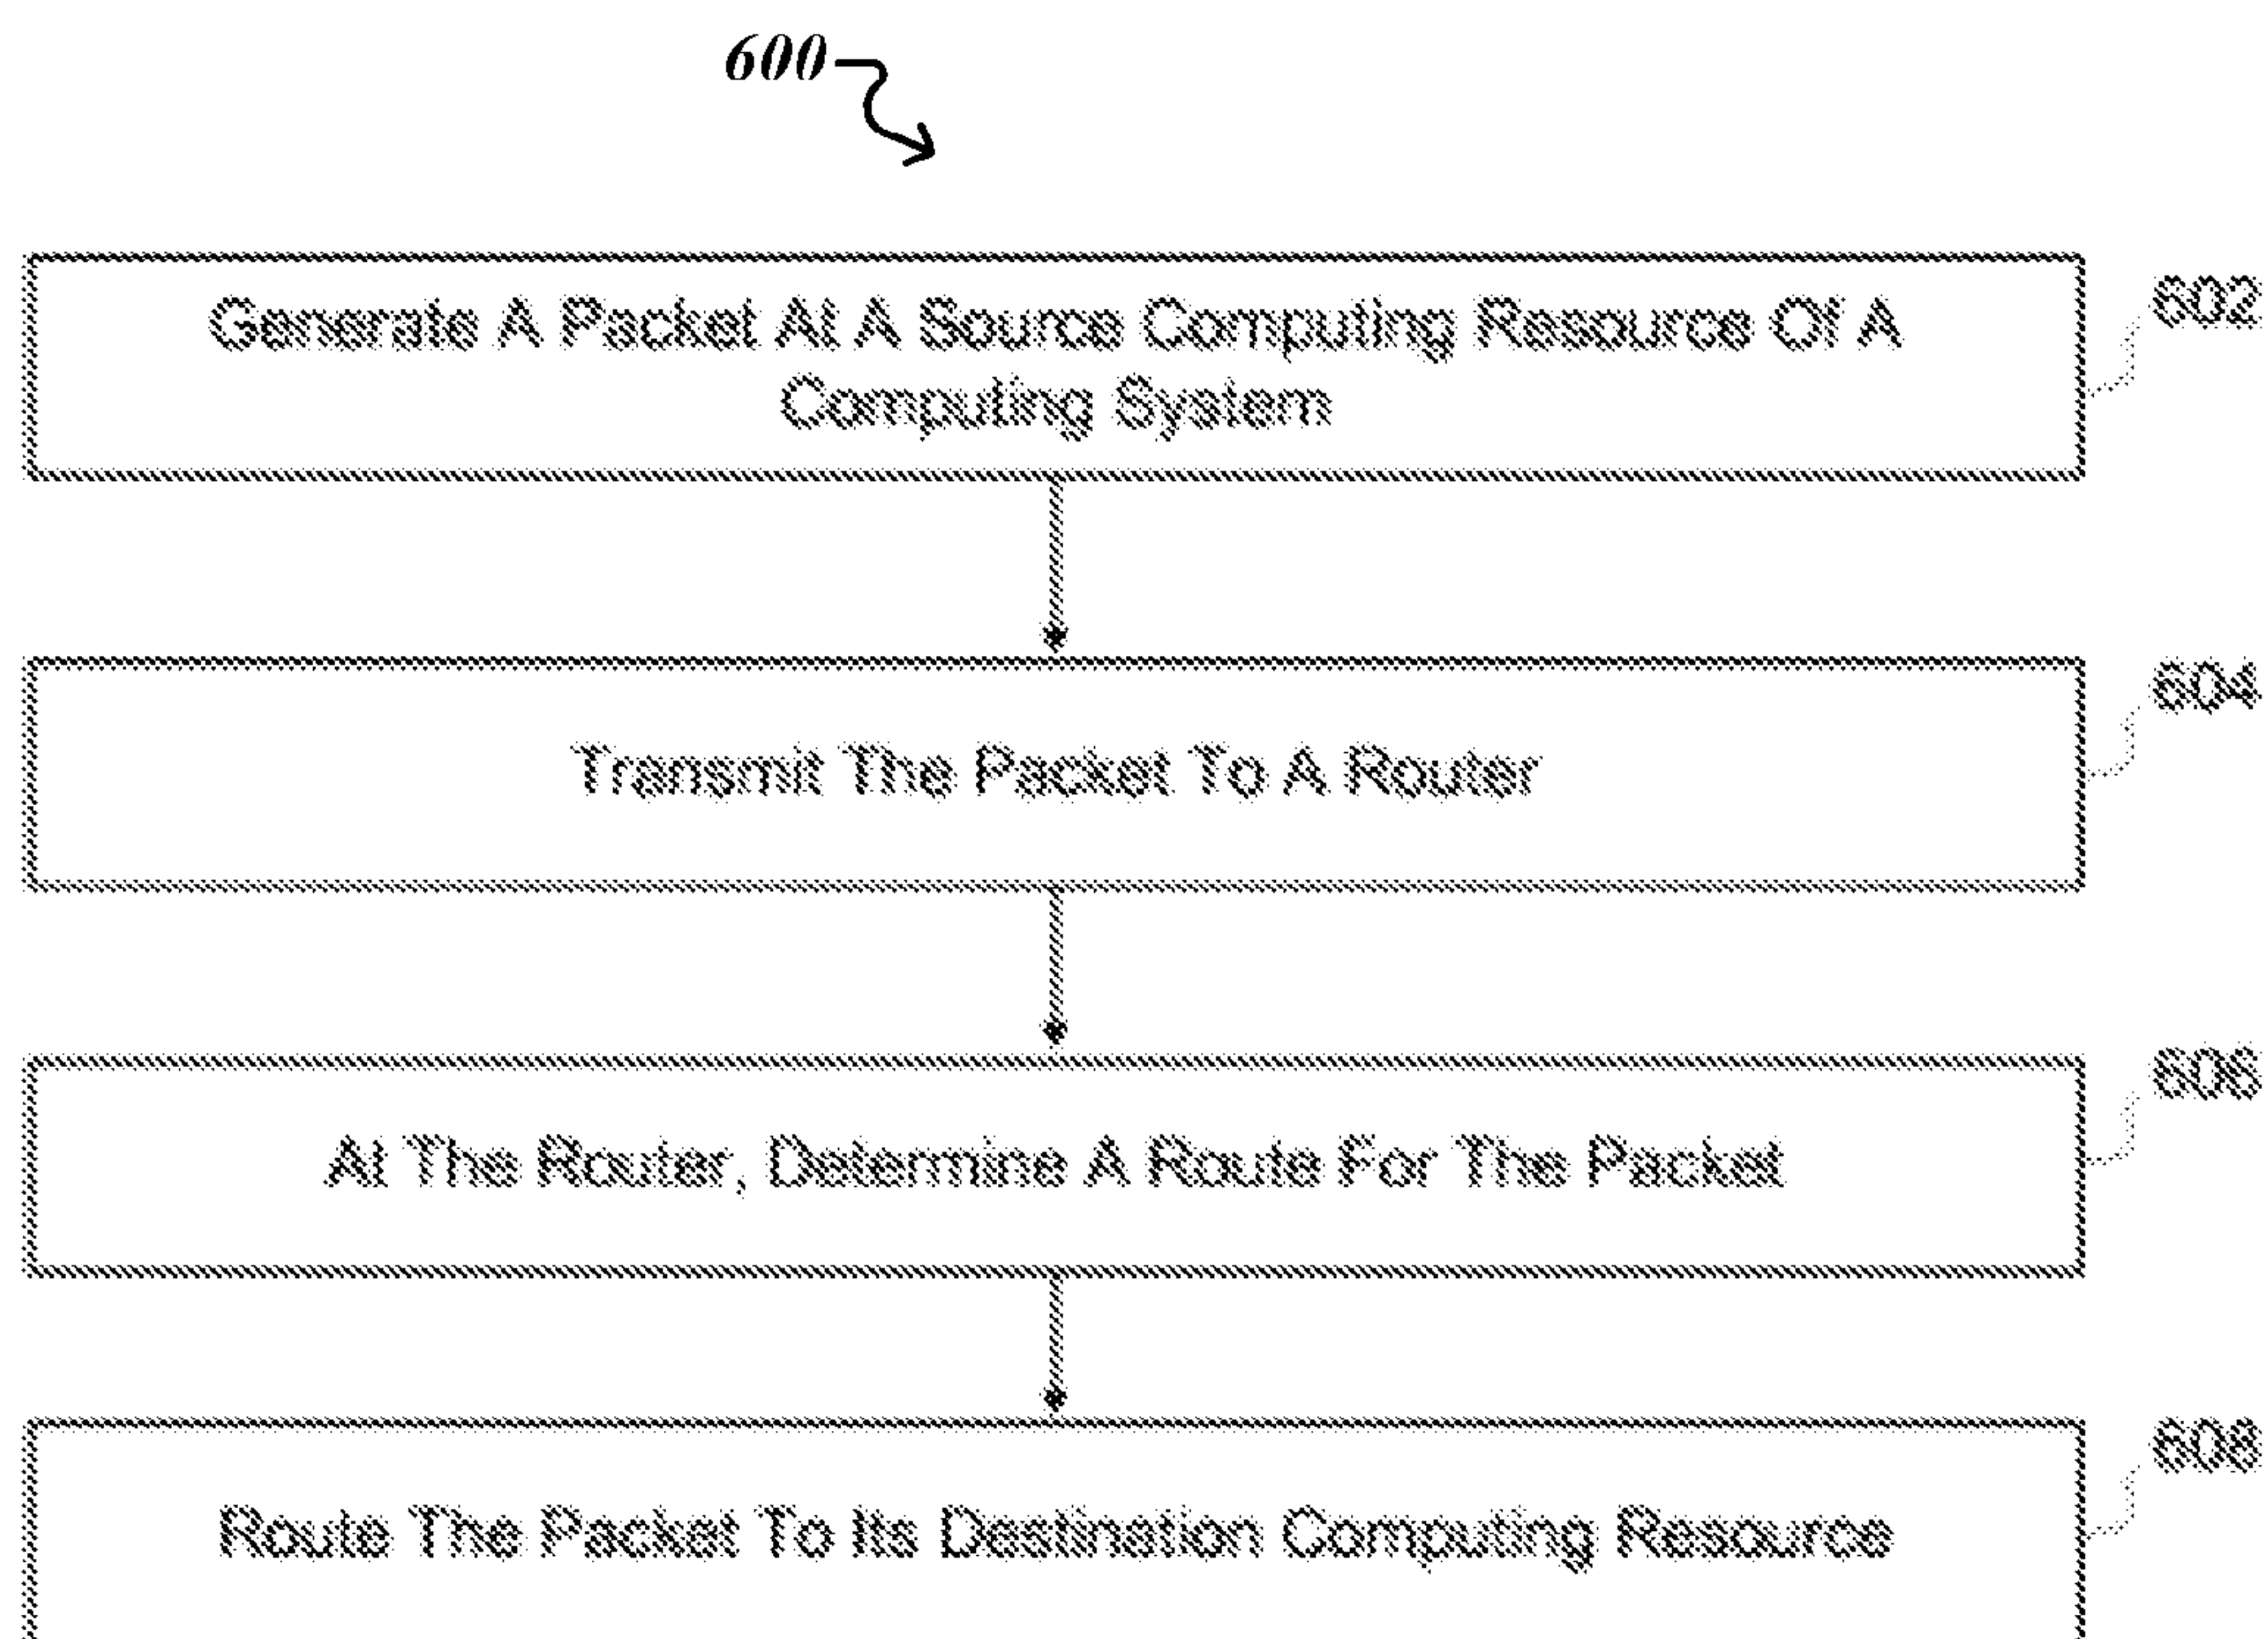 600
Generate A Packet At A Source Computing Resource Of A
Computing System
602
Transmit The Packet To A Router
604
At The Router, Determine A Route For The Packet
606
Route The Packet To Its Destination Computing Resource
608